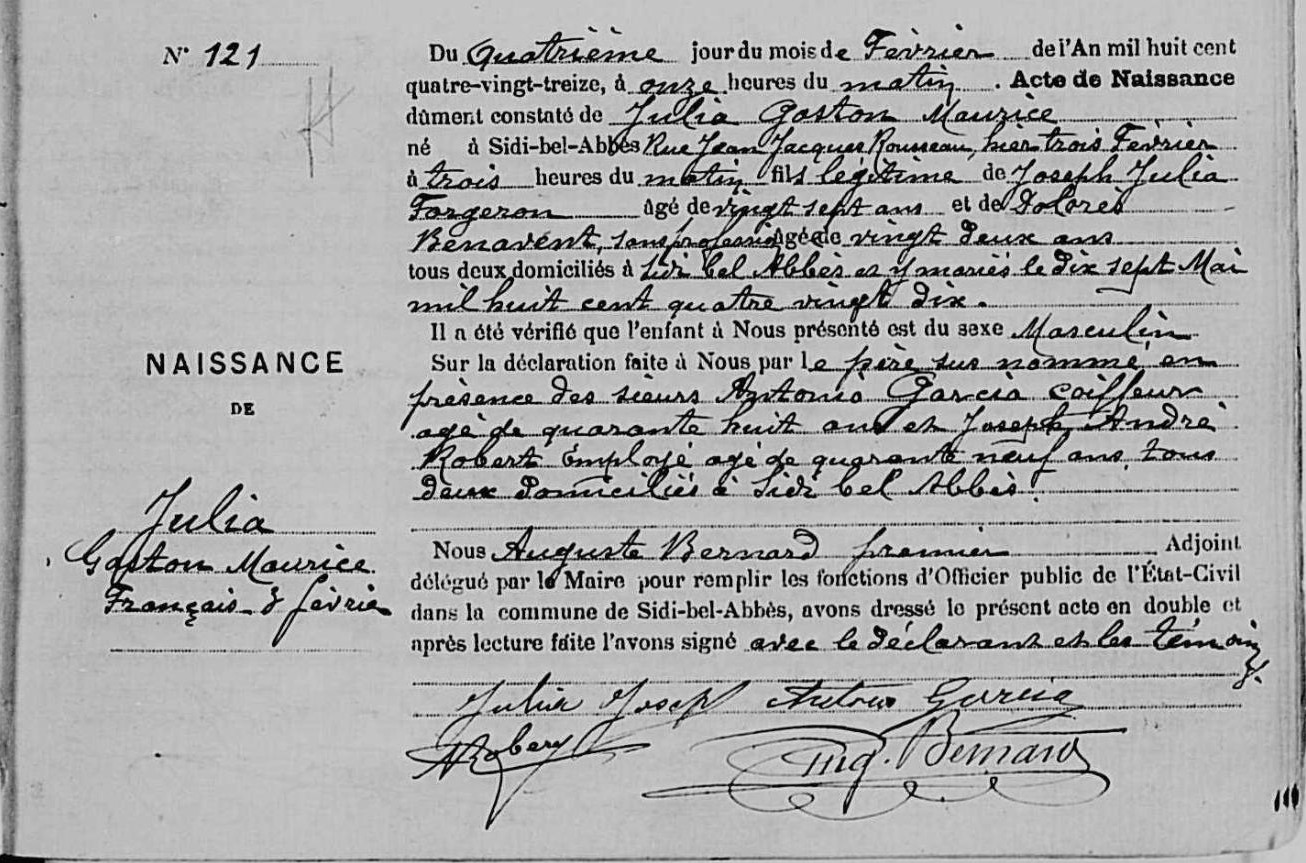 N° 121
Du Quatrième jour du mois de Février de l'An mil huit cent
quatre-vingt-treize, à onze heures du matin. Acte de Naissance
dûment constaté de Julia Gaston Maurice
né à Sidi-bel-Abbès Rue Jean Jacques Rousseau, hier trois Février
à trois heures du matin fils légitime de Joseph Julia
Forgeron âgé de vingt sept ans et de Dolorès
Bénavent, sans profession âgée de vingt deux ans
tous deux domiciliés à Sidi bel Abbès et y mariés le dix sept Mai
mil huit cent quatre vingt dix.
Il a été vérifié que l'enfant à Nous présenté est du sexe Masculin
Sur la déclaration faite à Nous par le père sus nommé, en
présence des sieurs Antonio Garcia coiffeur
agé de quarante huit ans et Joseph André
Robert Employé agé de quarante neuf ans, tous
deux domiciliés à Sidi bel Abbès.
NAISSANCE
DE
Julia
Gaston Maurice
Français 3 février
Nous Auguste Bernard premier Adjoint
délégué par le Maire pour remplir les fonctions d'Officier public de l'État-Civil
dans la commune de Sidi-bel-Abbès, avons dressé le présent acte en double et
après lecture faite l'avons signé avec le déclarant et les témoins.
Julia Joseph Antonio Garcia
Robert Aug. Bernard